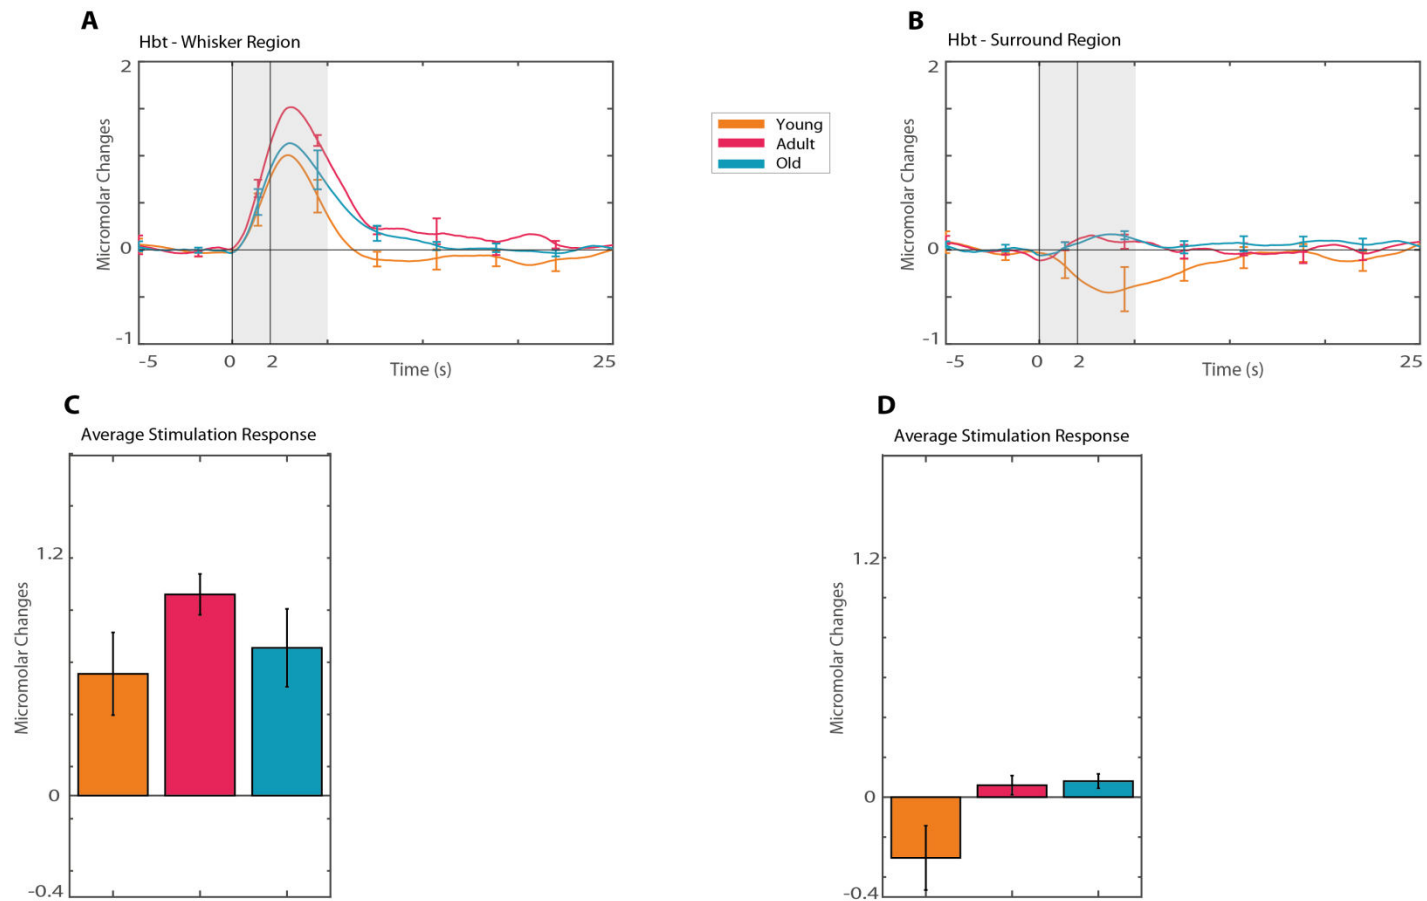 A
Hbt - Whisker Region
2
0
-1
Micromolar Changes
-5
0
2
25
Time (s)
Young
Adult
Old
B
Hbt - Surround Region
2
0
-1
Micromolar Changes
-5
0
2
25
Time (s)
C
Average Stimulation Response
1.2
0
-0.4
Micromolar Changes
D
Average Stimulation Response
1.2
0
-0.4
Micromolar Changes